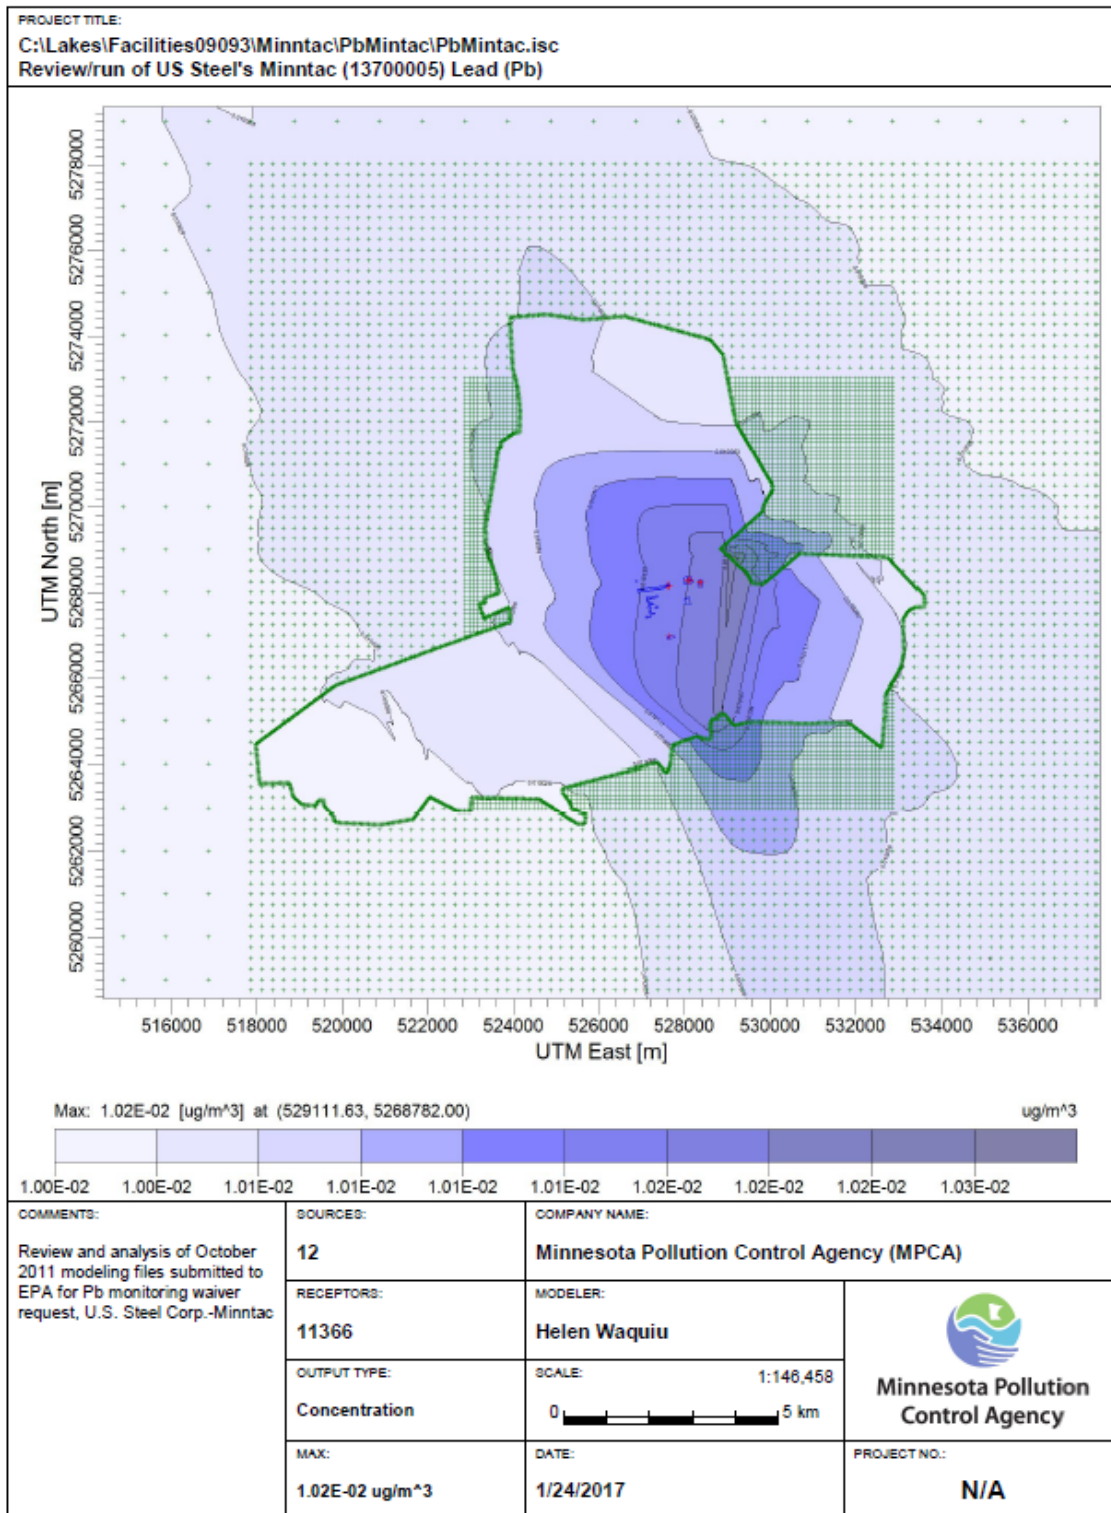 PROJECT TITLE:
C:\Lakes\Facilities09093\Minntac\PbMintac\PbMintac.isc
Review/run of US Steel's Minntac (13700005) Lead (Pb)
UTM North [m]
5278000
5276000
5274000
5272000
5270000
5268000
5266000
5264000
5262000
5260000
516000 518000 520000 522000 524000 526000 528000 530000 532000 534000 536000
UTM East [m]
Max: 1.02E-02 [ug/m^3] at (529111.63, 5268782.00) ug/m^3
1.00E-02 1.00E-02 1.01E-02 1.01E-02 1.01E-02 1.01E-02 1.02E-02 1.02E-02 1.02E-02 1.03E-02
COMMENTS:
Review and analysis of October
2011 modeling files submitted to
EPA for Pb monitoring waiver
request, U.S. Steel Corp.-Minntac
SOURCES:
12
COMPANY NAME:
Minnesota Pollution Control Agency (MPCA)
RECEPTORS:
11366
MODELER:
Helen Waquiu
OUTPUT TYPE:
Concentration
SCALE: 1:146,458
0 5 km
MAX:
1.02E-02 ug/m^3
DATE:
1/24/2017
Minnesota Pollution
Control Agency
PROJECT NO.:
N/A